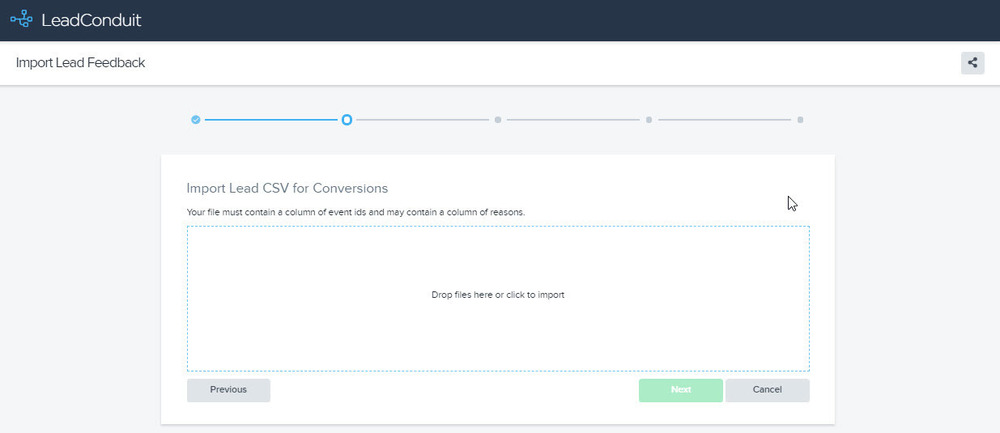 LeadConduit
Import Lead Feedback
Import Lead CSV for Conversions
Your file must contain a column of event ids and may contain a column of reasons.
Drop files here or click to import
Previous
Next
Cancel